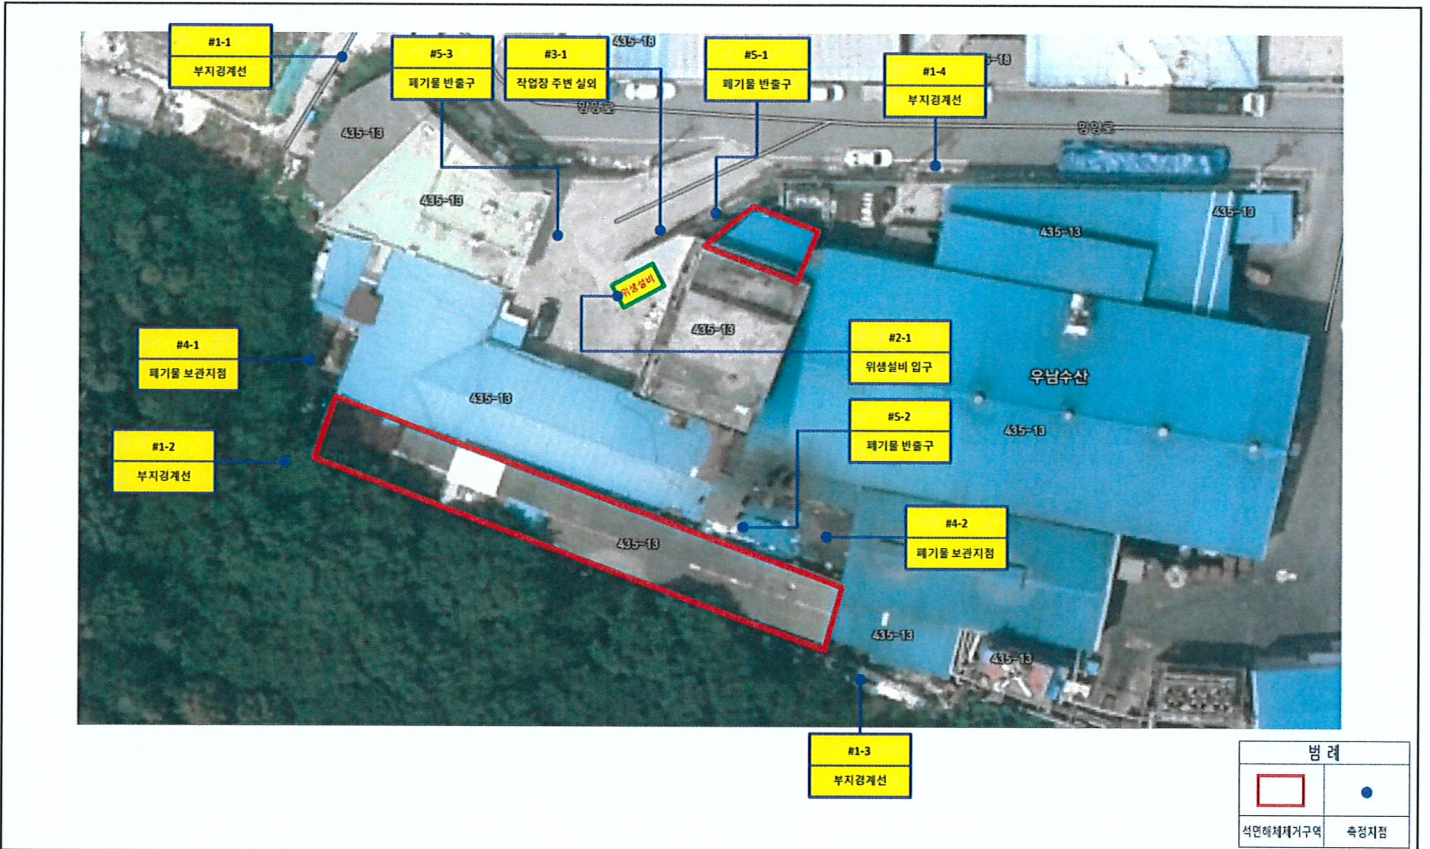 #1-1
부지경계선
#5-3
폐기물 반출구
#3-1
작업장 주변 실외
435-18
#5-1
폐기물 반출구
#1-4
부지경계선
435-13
435-13
435-13
435-13
위생설비
435-13
#4-1
폐기물 보관지점
#2-1
위생설비 입구
우남수산
435-13
#5-2
폐기물 반출구
435-13
#1-2
부지경계선
#4-2
폐기물 보관지점
435-13
435-13
435-13
#1-3
부지경계선
범 례
석면해체제거구역
측정지점